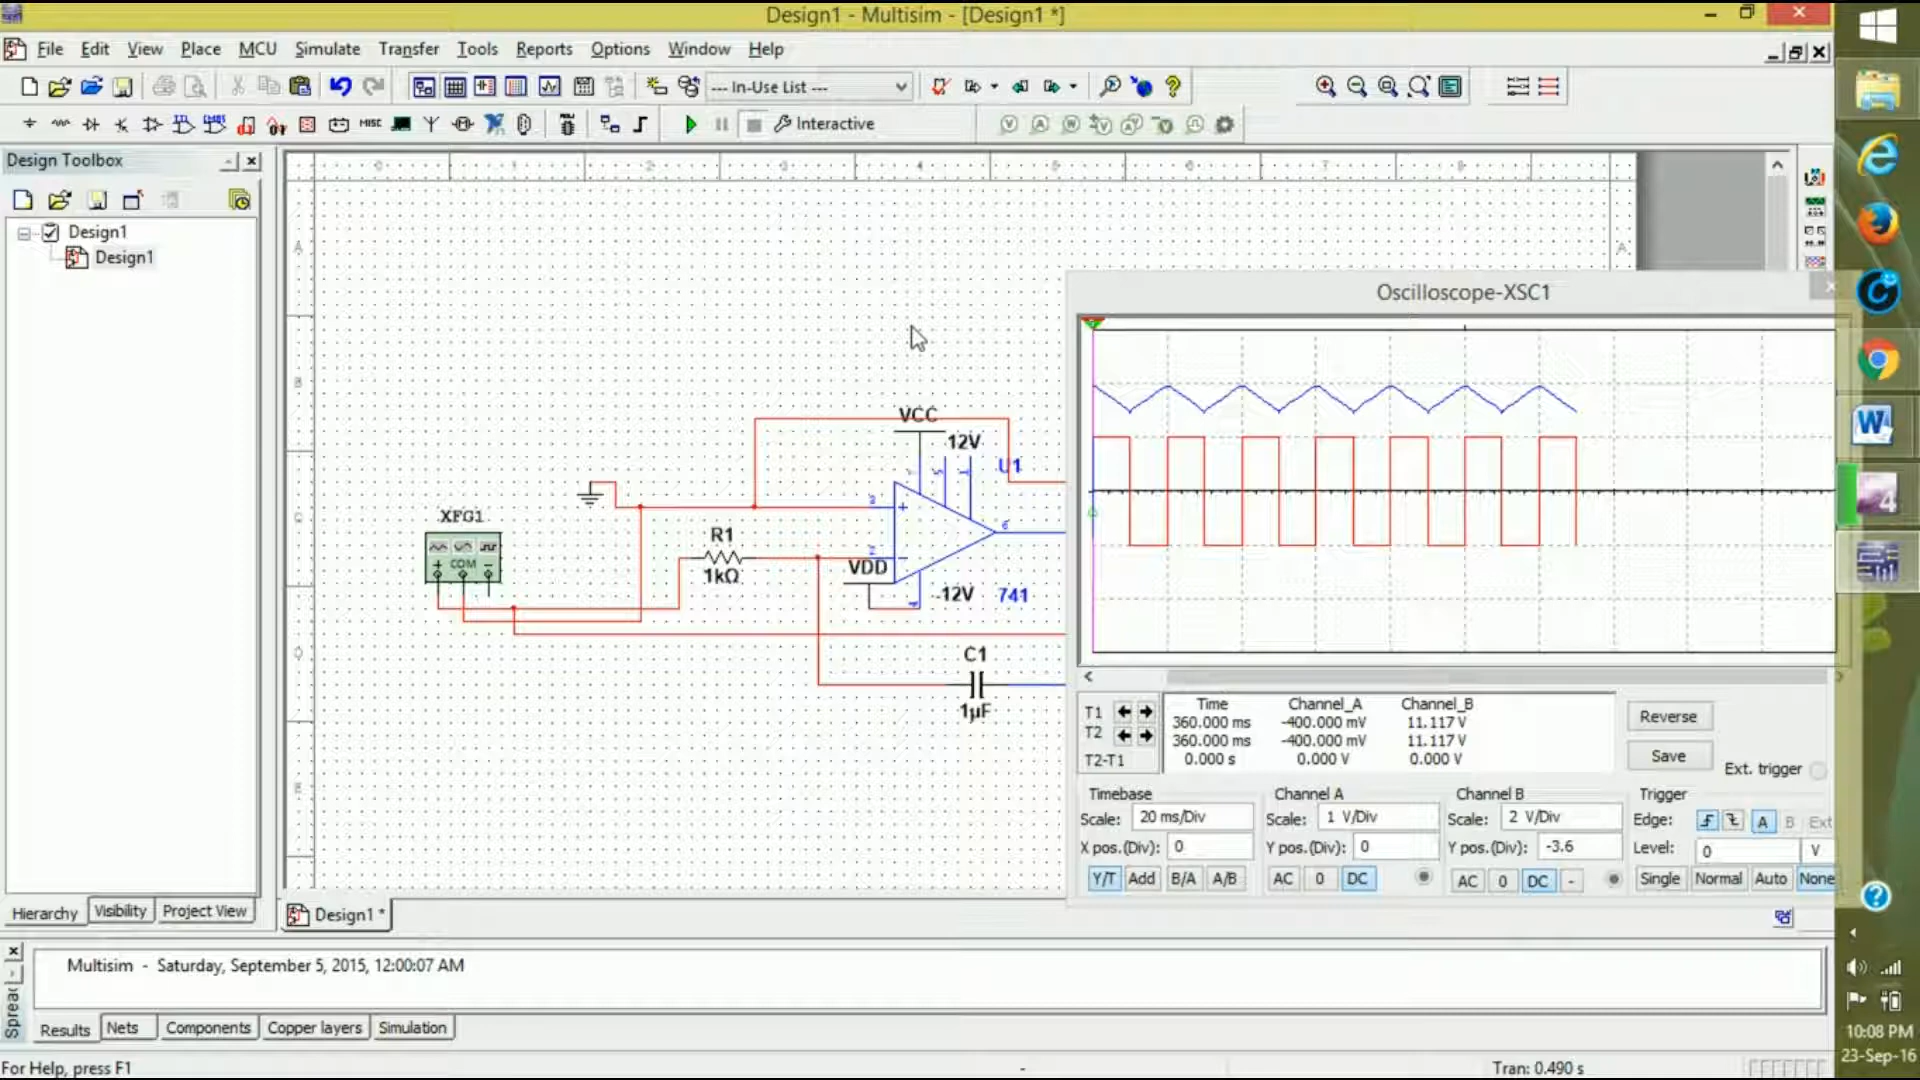 Design1 - Multisim - [Design1 *]
File Edit View Place MCU Simulate Transfer Tools Reports Options Window Help
--- In-Use List ---
MISC
Interactive
Design Toolbox
Design1
Design1
Oscilloscope-XSC1
VCC
12V
U1
XFG1
COM
R1
1kΩ
VDD
-12V
741
C1
1µF
T1
T2
T2-T1
Time Channel_A Channel_B
360.000 ms -400.000 mV 11.117 V
360.000 ms -400.000 mV 11.117 V
0.000 s 0.000 V 0.000 V
Reverse
Save
Ext. trigger
Timebase
Scale: 20 ms/Div
X pos.(Div): 0
Y/T Add B/A A/B
Channel A
Scale: 1 V/Div
Y pos.(Div): 0
AC 0 DC
Channel B
Scale: 2 V/Div
Y pos.(Div): -3.6
AC 0 DC -
Trigger
Edge: A B Ext
Level: 0 V
Single Normal Auto None
Hierarchy Visibility Project View
Design1 *
Multisim - Saturday, September 5, 2015, 12:00:07 AM
Results Nets Components Copper layers Simulation
For Help, press F1
-
Tran: 0.490 s
10:08 PM
23-Sep-16